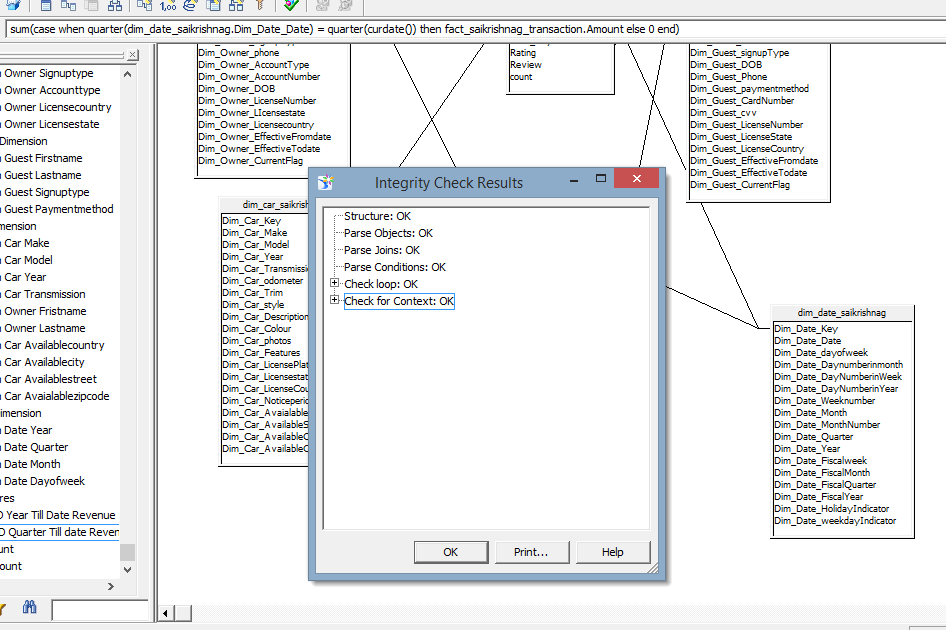 sum(case when quarter(dim_date_saikrishnag.Dim_Date_Date) = quarter(curdate()) then fact_saikrishnag_transaction.Amount else 0 end)
Owner Signuptype
Owner Accounttype
Owner Licensecountry
Owner Licensestate
Dimension
Guest Firstname
Guest Lastname
Guest Signuptype
Guest Paymentmethod
mension
Car Make
Car Model
Car Year
Car Transmission
Owner Fristname
Owner Lastname
Car Availablecountry
Car Availablecity
Car Availablestreet
Car Avaialablezipcode
imension
Date Year
Date Quarter
Date Month
Date Dayofweek
res
D Year Till Date Revenue
D Quarter Till date Reven
unt
ount
Dim_Owner_phone
Dim_Owner_AccountType
Dim_Owner_AccountNumber
Dim_Owner_DOB
Dim_Owner_LicenseNumber
Dim_Owner_LIcensestate
Dim_Owner_Licensecountry
Dim_Owner_EffectiveFromdate
Dim_Owner_EffectiveTodate
Dim_Owner_CurrentFlag
Rating
Review
count
Dim_Guest_signupType
Dim_Guest_DOB
Dim_Guest_Phone
Dim_Guest_paymentmethod
Dim_Guest_CardNumber
Dim_Guest_cvv
Dim_Guest_LicenseNumber
Dim_Guest_LicenseState
Dim_Guest_LicenseCountry
Dim_Guest_EffectiveFromdate
Dim_Guest_EffectiveTodate
Dim_Guest_CurrentFlag
dim_car_saikrish
Dim_Car_Key
Dim_Car_Make
Dim_Car_Model
Dim_Car_Year
Dim_Car_Transmissi
Dim_Car_odometer
Dim_Car_Trim
Dim_Car_style
Dim_Car_Description
Dim_Car_Colour
Dim_Car_photos
Dim_Car_Features
Dim_Car_LicensePlat
Dim_Car_Licensestat
Dim_Car_LicenseCou
Dim_Car_Noticeperio
Dim_Car_Avaialable
Dim_Car_AvailableS
Dim_Car_AvailableC
Dim_Car_AvailableC
Integrity Check Results
Structure: OK
Parse Objects: OK
Parse Joins: OK
Parse Conditions: OK
Check loop: OK
Check for Context: OK
OK
Print...
Help
dim_date_saikrishnag
Dim_Date_Key
Dim_Date_Date
Dim_Date_dayofweek
Dim_Date_Daynumberinmonth
Dim_Date_DayNumberinWeek
Dim_Date_DayNumberinYear
Dim_Date_Weeknumber
Dim_Date_Month
Dim_Date_MonthNumber
Dim_Date_Quarter
Dim_Date_Year
Dim_Date_Fiscalweek
Dim_Date_FiscalMonth
Dim_Date_FiscalQuarter
Dim_Date_FiscalYear
Dim_Date_HolidayIndicator
Dim_Date_weekdayIndicator